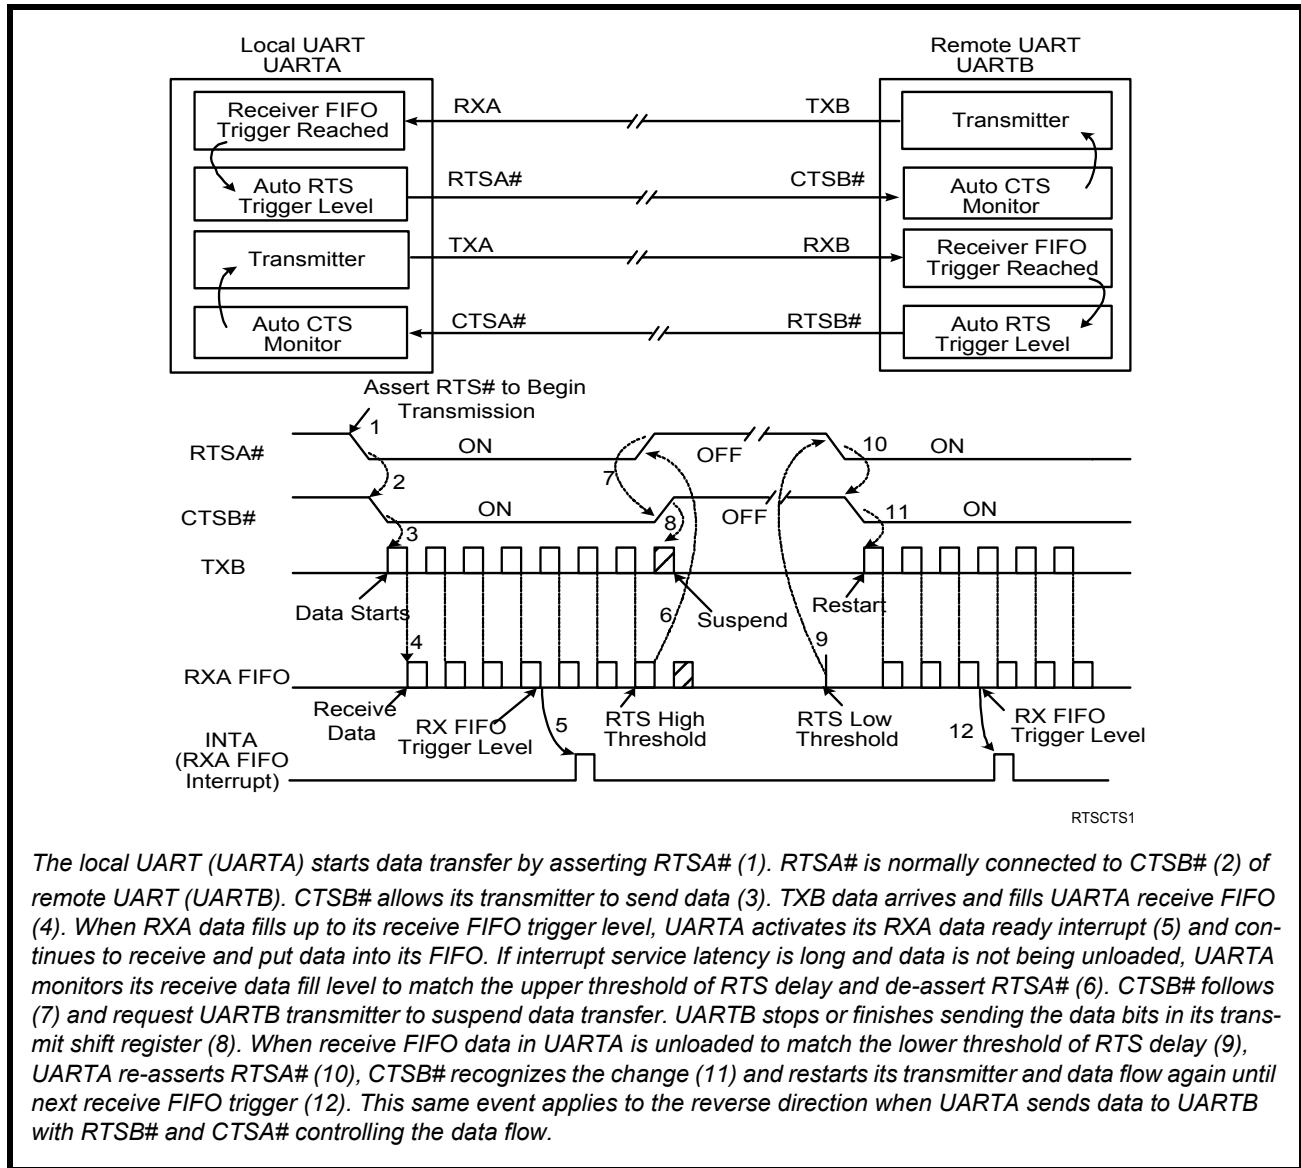 Local UART
UARTA
Remote UART
UARTB
Receiver FIFO
Trigger Reached
RXA
TXB
Transmitter
Auto RTS
Trigger Level
RTSA#
CTSB#
Auto CTS
Monitor
Transmitter
TXA
RXB
Receiver FIFO
Trigger Reached
Auto CTS
Monitor
CTSA#
RTSB#
Auto RTS
Trigger Level
Assert RTS# to Begin
Transmission
1
RTSA#
ON
OFF
10
ON
2
7
CTSB#
ON
8
OFF
11
ON
3
TXB
Data Starts
6
Suspend
Restart
4
9
RXA FIFO
Receive
Data
RX FIFO
Trigger Level
5
RTS High
Threshold
RTS Low
Threshold
12
RX FIFO
Trigger Level
INTA
(RXA FIFO
Interrupt)
RTSCTS1
The local UART (UARTA) starts data transfer by asserting RTSA# (1). RTSA# is normally connected to CTSB# (2) of
remote UART (UARTB). CTSB# allows its transmitter to send data (3). TXB data arrives and fills UARTA receive FIFO
(4). When RXA data fills up to its receive FIFO trigger level, UARTA activates its RXA data ready interrupt (5) and con-
tinues to receive and put data into its FIFO. If interrupt service latency is long and data is not being unloaded, UARTA
monitors its receive data fill level to match the upper threshold of RTS delay and de-assert RTSA# (6). CTSB# follows
(7) and request UARTB transmitter to suspend data transfer. UARTB stops or finishes sending the data bits in its trans-
mit shift register (8). When receive FIFO data in UARTA is unloaded to match the lower threshold of RTS delay (9),
UARTA re-asserts RTSA# (10), CTSB# recognizes the change (11) and restarts its transmitter and data flow again until
next receive FIFO trigger (12). This same event applies to the reverse direction when UARTA sends data to UARTB
with RTSB# and CTSA# controlling the data flow.